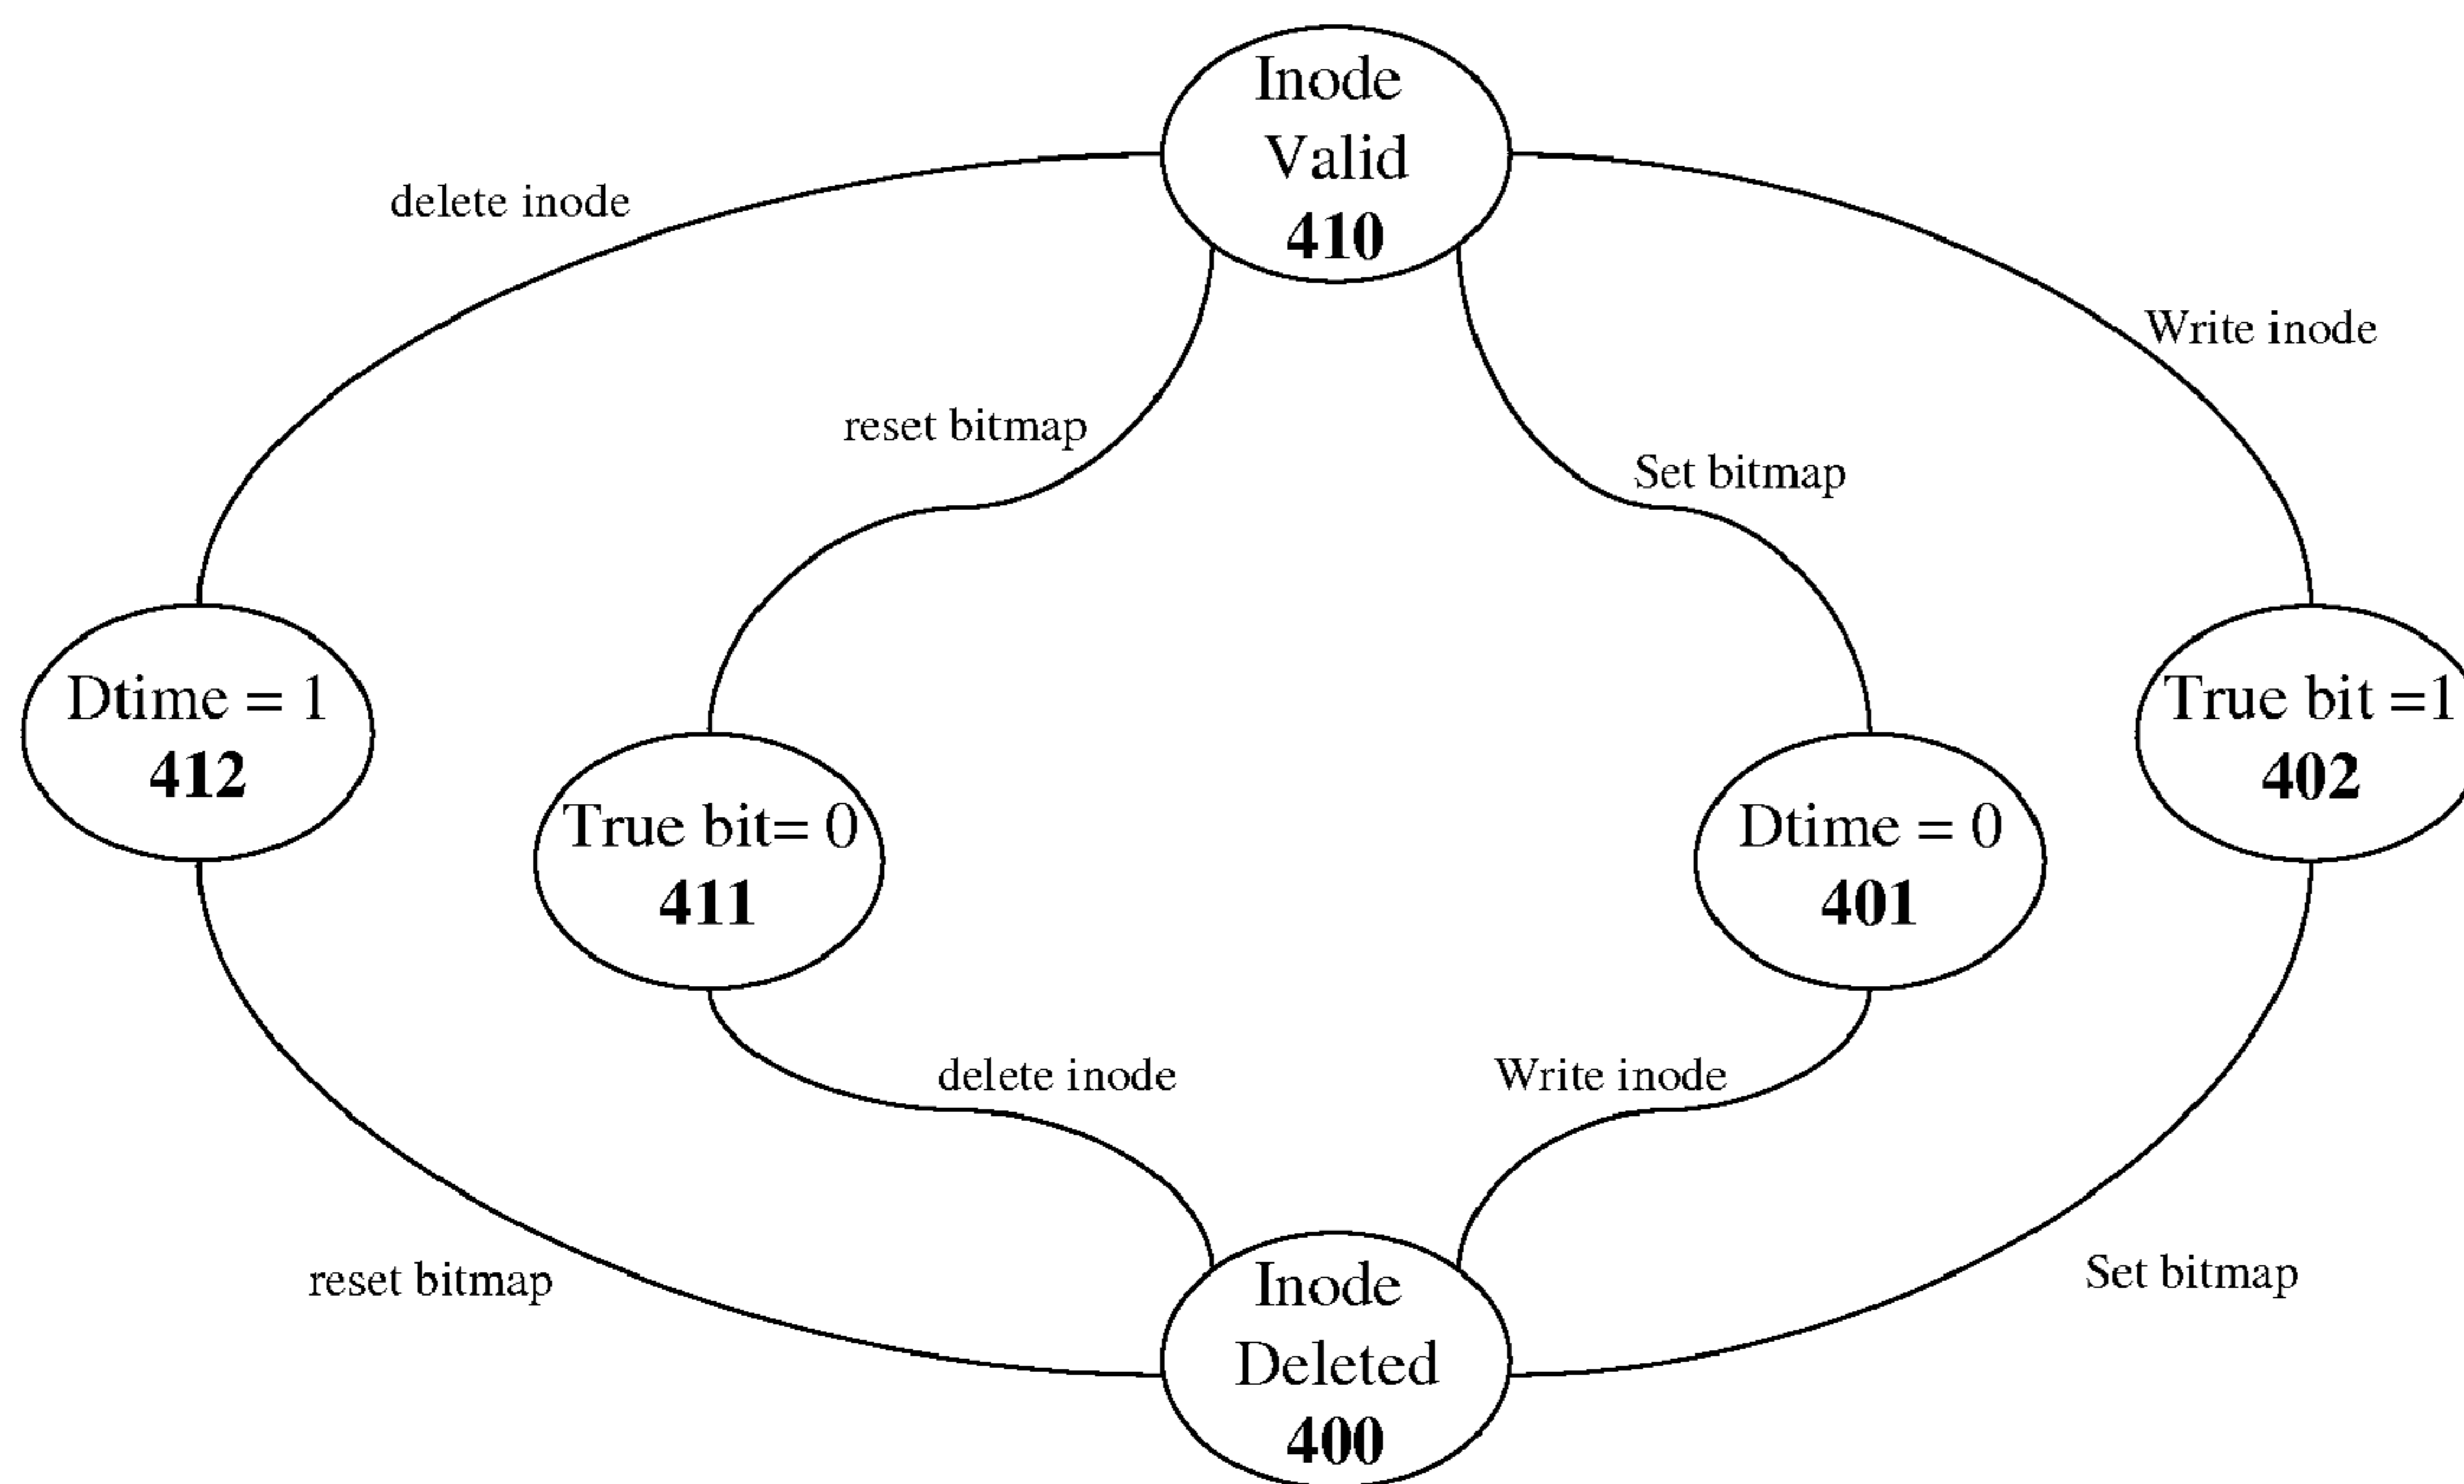 Inode
Valid
410
delete inode
Write inode
reset bitmap
Set bitmap
Dtime = 1
412
True bit =1
402
True bit= 0
411
Dtime = 0
401
delete inode
Write inode
reset bitmap
Set bitmap
Inode
Deleted
400